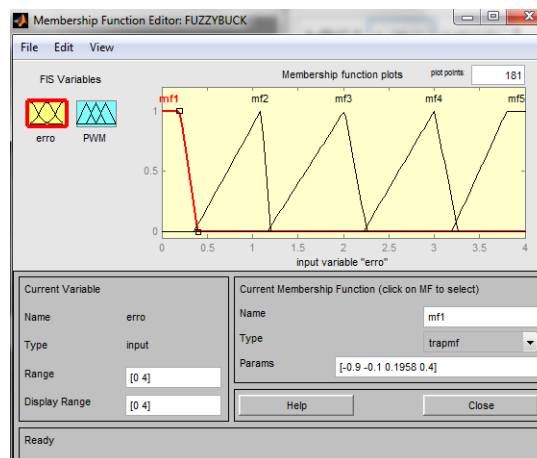 Membership Function Editor: FUZZYBUCK
File Edit View
FIS Variables
Membership function plots plot points: 181
erro PWM
mf1 mf2 mf3 mf4 mf5
1
0.5
0
0 0.5 1 1.5 2 2.5 3 3.5 4
input variable "erro"
Current Variable
Name erro
Type input
Range [0 4]
Display Range [0 4]
Current Membership Function (click on MF to select)
Name mf1
Type trapmf
Params [-0.9 -0.1 0.1958 0.4]
Help Close
Ready